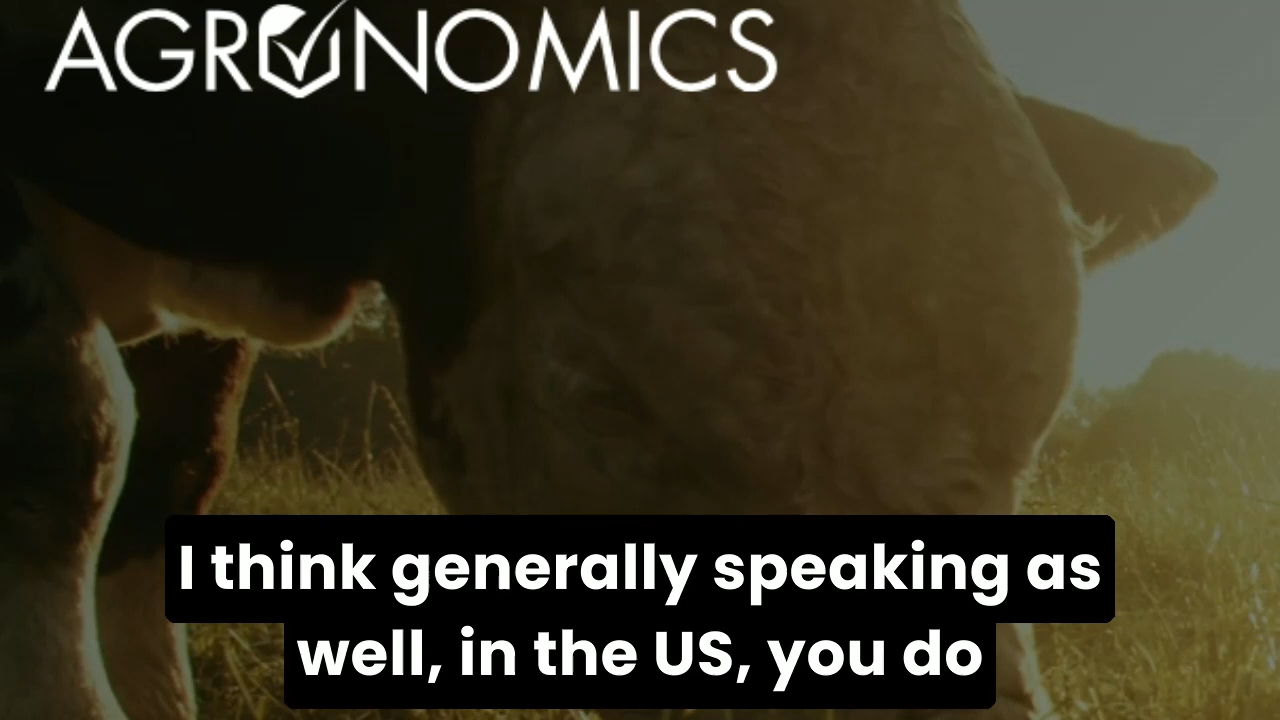 AGRONOMICS
I think generally speaking as
well, in the US, you do